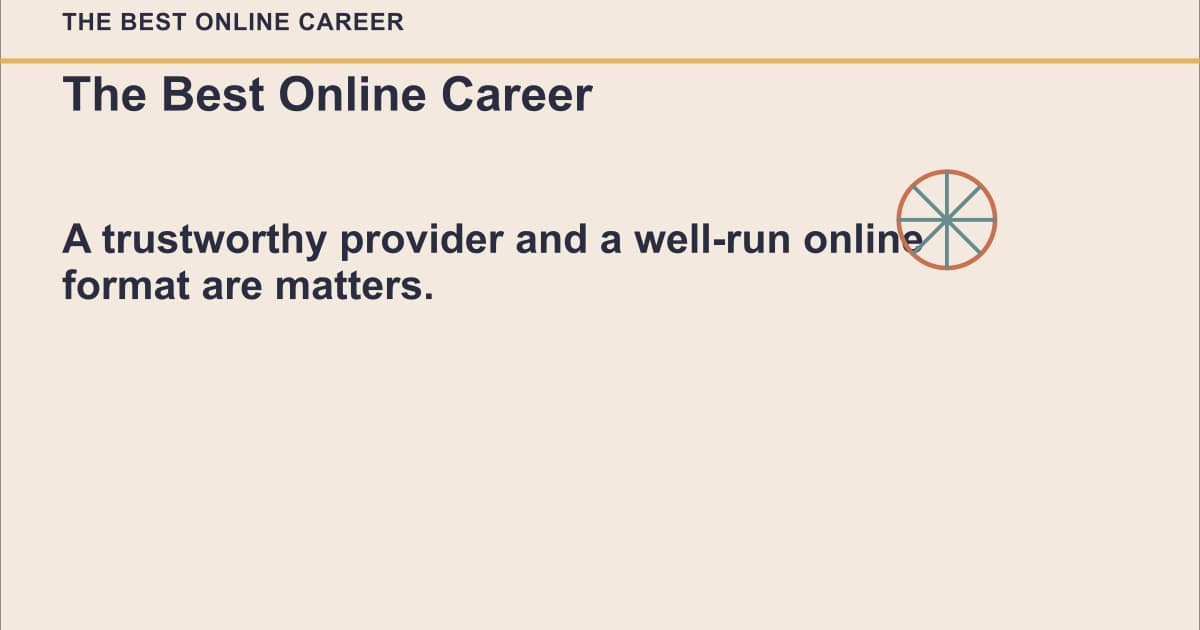 THE BEST ONLINE CAREER
The Best Online Career
A trustworthy provider and a well-run online
format are matters.